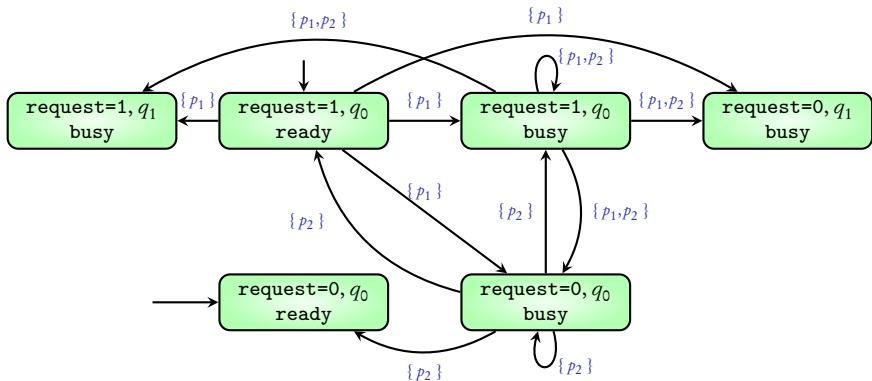 { p₁ }
{ p₁, p₂ }
{ p₁, p₂ }
request=1, q₁
busy
{ p₁ }
request=1, q₀
ready
{ p₁ }
request=1, q₀
busy
{ p₁, p₂ }
request=0, q₁
busy
{ p₁ }
{ p₂ }
{ p₂ }
{ p₁, p₂ }
request=0, q₀
ready
request=0, q₀
busy
{ p₂ }
{ p₂ }